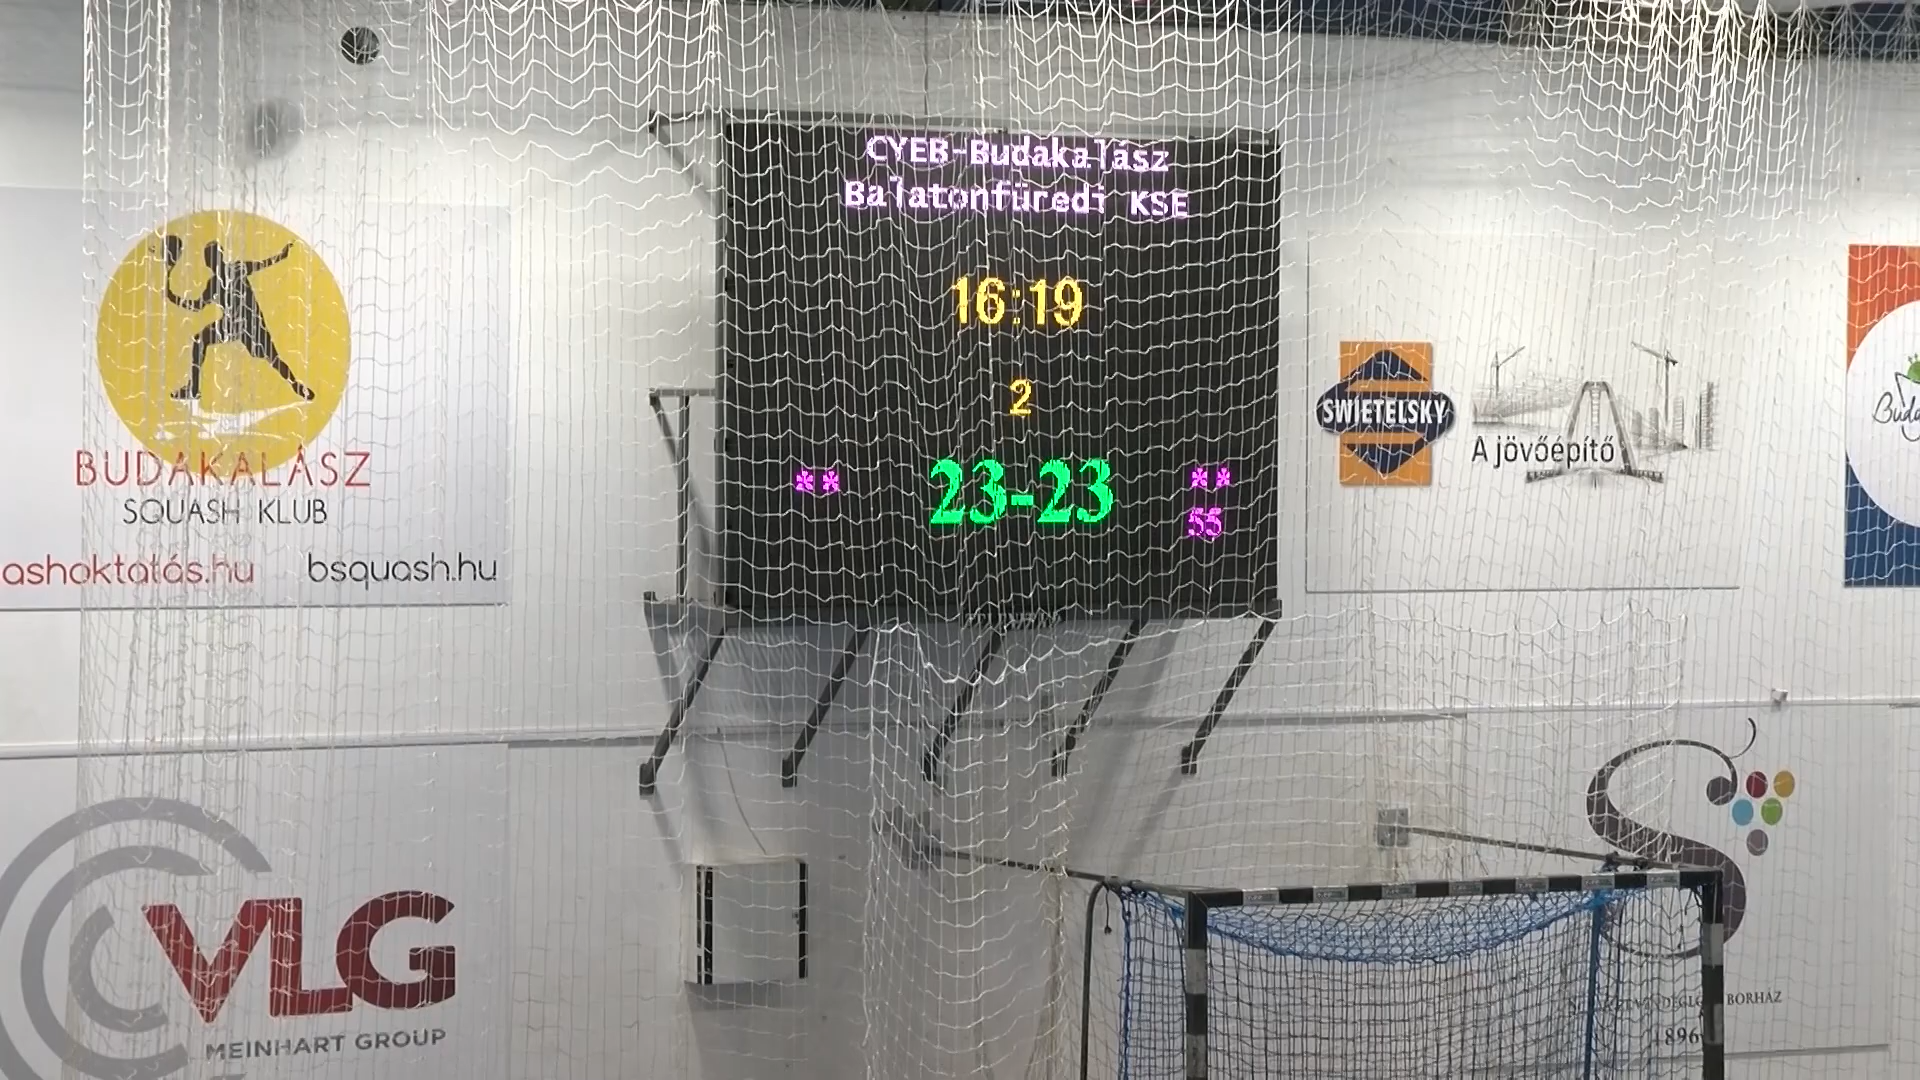 CYEB-Budakalász
Balatonfüredi KSE
16:19
2
** 23-23 **
55
BUDAKALÁSZ
SQUASH KLUB
ashoktatás.hu bsquash.hu
SWIETELSKY
A jövőépítő
VLG
MEINHART GROUP
BORHÁZ
1896